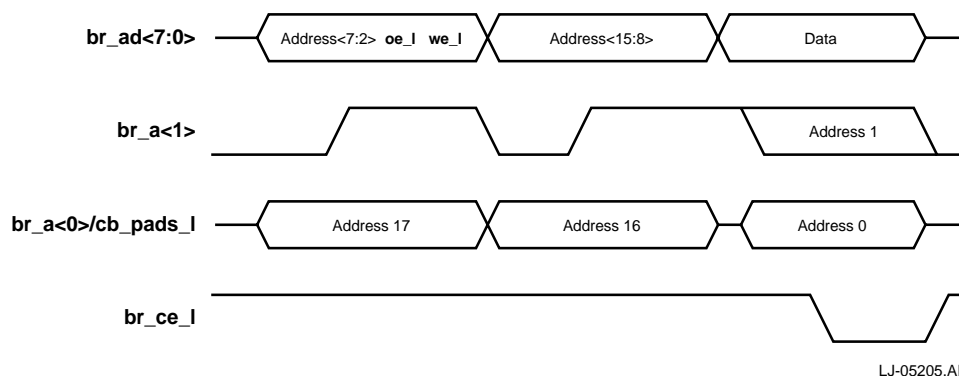 br_ad<7:0> Address<7:2> oe_l we_l Address<15:8> Data
br_a<1> Address 1
br_a<0>/cb_pads_l Address 17 Address 16 Address 0
br_ce_l
LJ-05205.AI